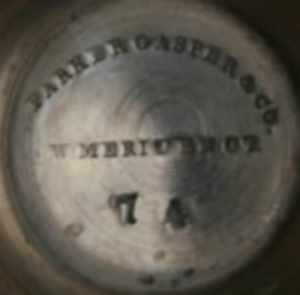 PARKER CASPER & CO.
W MERIDEN CT
74